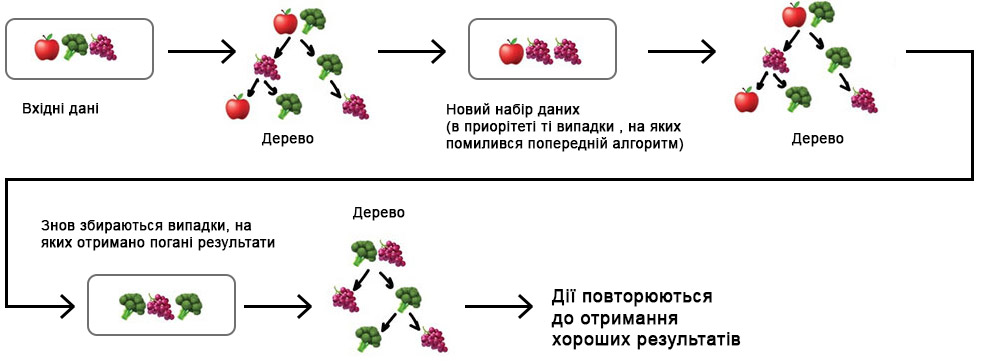 Вхідні дані
Дерево
Новий набір даних
(в приорітеті ті випадки , на яких
помилився попередній алгоритм)
Дерево
Знов збираються випадки, на
яких отримано погані результати
Дерево
Дії повторюються
до отримання
хороших результатів